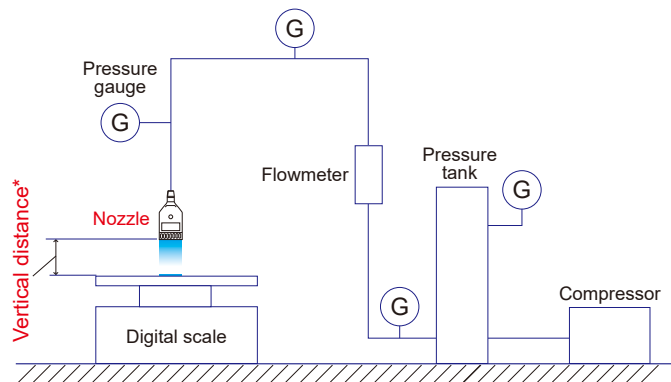 G
Pressure
gauge
G
Pressure
tank
Flowmeter
G
Vertical distance*
Nozzle
G
Compressor
Digital scale